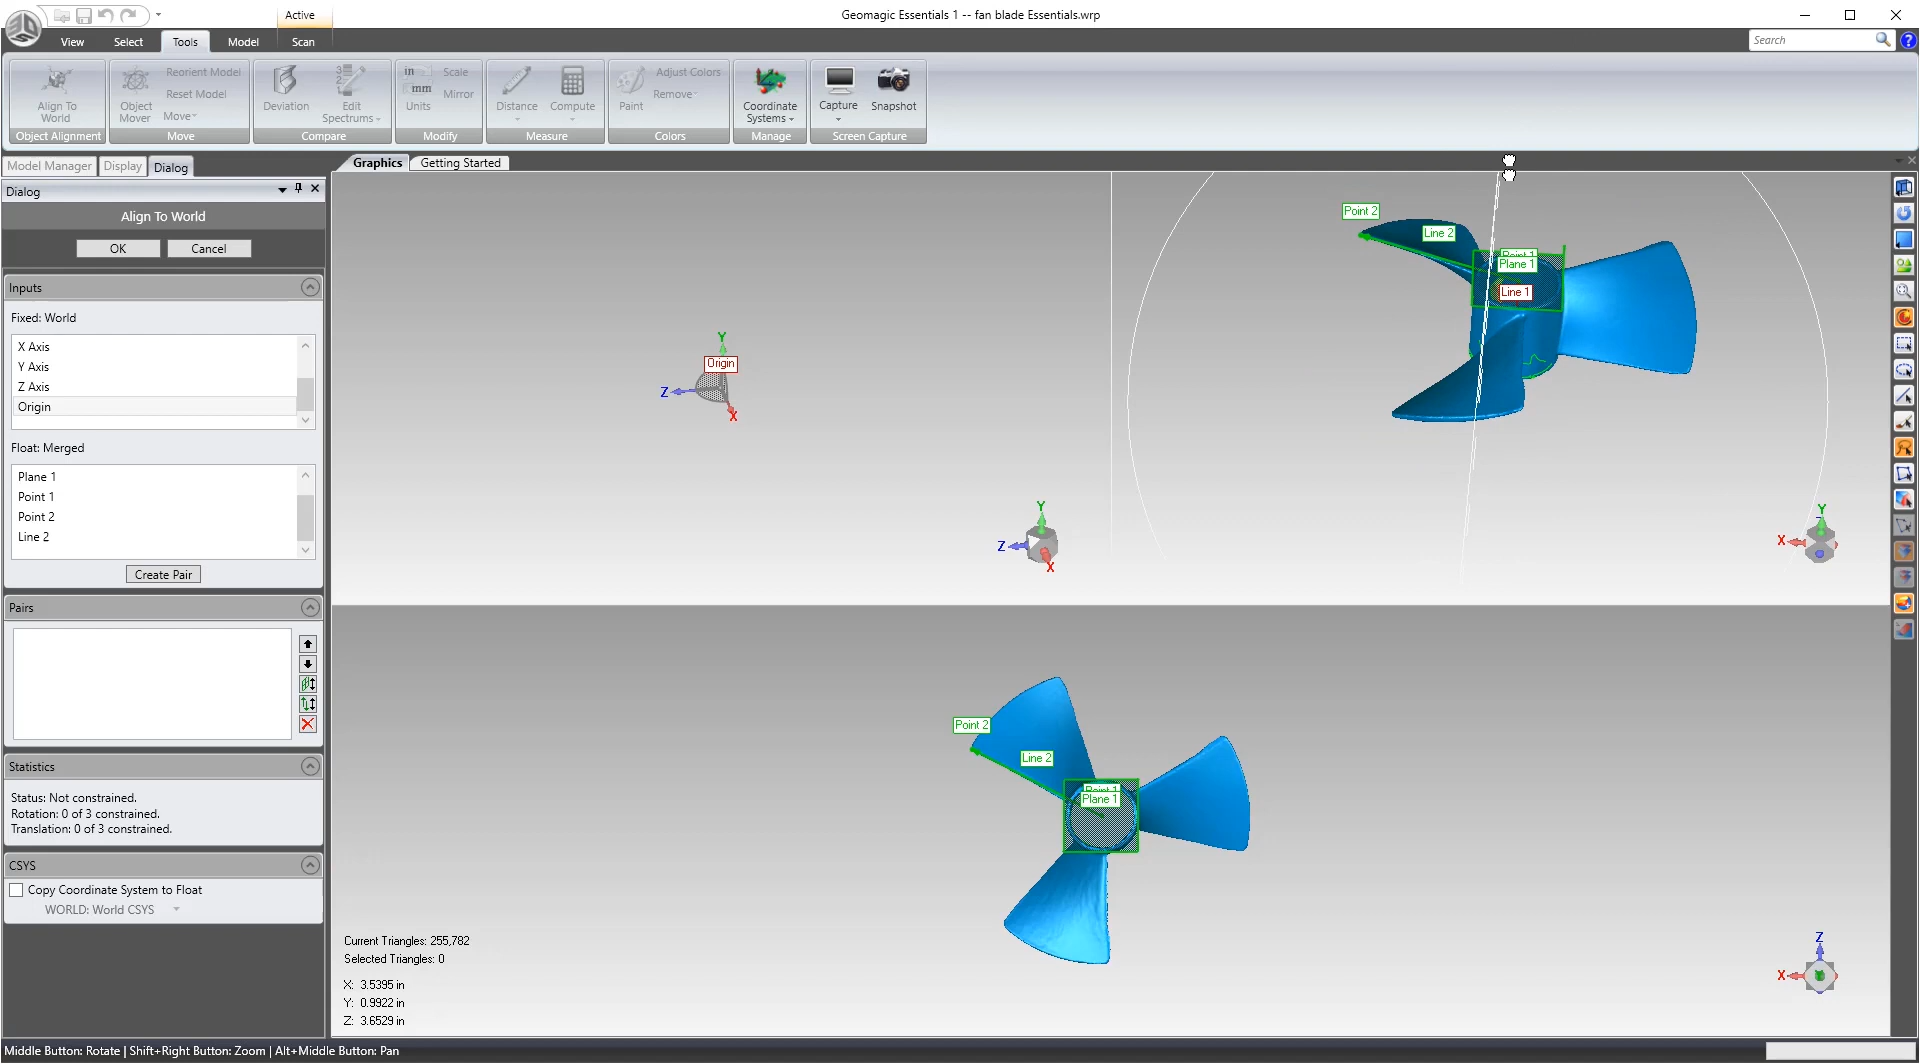 Active
Geomagic Essentials 1 -- fan blade Essentials.wrp
View
Select
Tools
Model
Scan
Search
Align To
World
Object Alignment
Object
Mover
Reorient Model
Reset Model
Move
Move
Deviation
Edit
Spectrums
Compare
in
mm
Units
Scale
Mirror
Modify
Distance
Compute
Measure
Paint
Adjust Colors
Remove
Colors
Coordinate
Systems
Manage
Capture
Snapshot
Screen Capture
Model Manager
Display
Dialog
Graphics
Getting Started
Dialog
Align To World
OK
Cancel
Inputs
Fixed: World
X Axis
Y Axis
Z Axis
Origin
Float: Merged
Plane 1
Point 1
Point 2
Line 2
Create Pair
Pairs
Statistics
Status: Not constrained.
Rotation: 0 of 3 constrained.
Translation: 0 of 3 constrained.
CSYS
Copy Coordinate System to Float
WORLD: World CSYS
Y
Origin
Z
X
Y
Z
X
Point 2
Line 2
Point 1
Plane 1
Line 1
Y
X
Point 2
Line 2
Point 1
Plane 1
Z
X
Current Triangles: 255,782
Selected Triangles: 0
X: 3.5395 in
Y: 0.9922 in
Z: 3.6529 in
Middle Button: Rotate | Shift+Right Button: Zoom | Alt+Middle Button: Pan